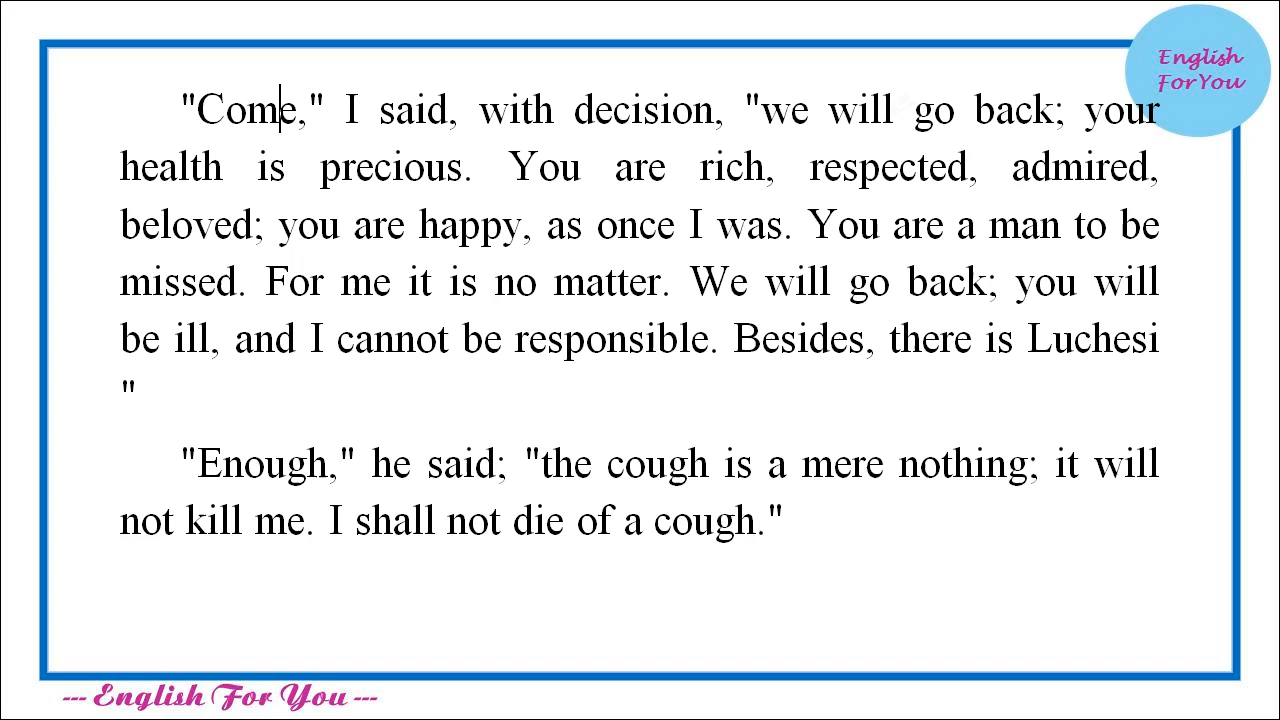 English
ForYou
"Come," I said, with decision, "we will go back; your
health is precious. You are rich, respected, admired,
beloved; you are happy, as once I was. You are a man to be
missed. For me it is no matter. We will go back; you will
be ill, and I cannot be responsible. Besides, there is Luchesi
"
"Enough," he said; "the cough is a mere nothing; it will
not kill me. I shall not die of a cough."
--- English For You ---